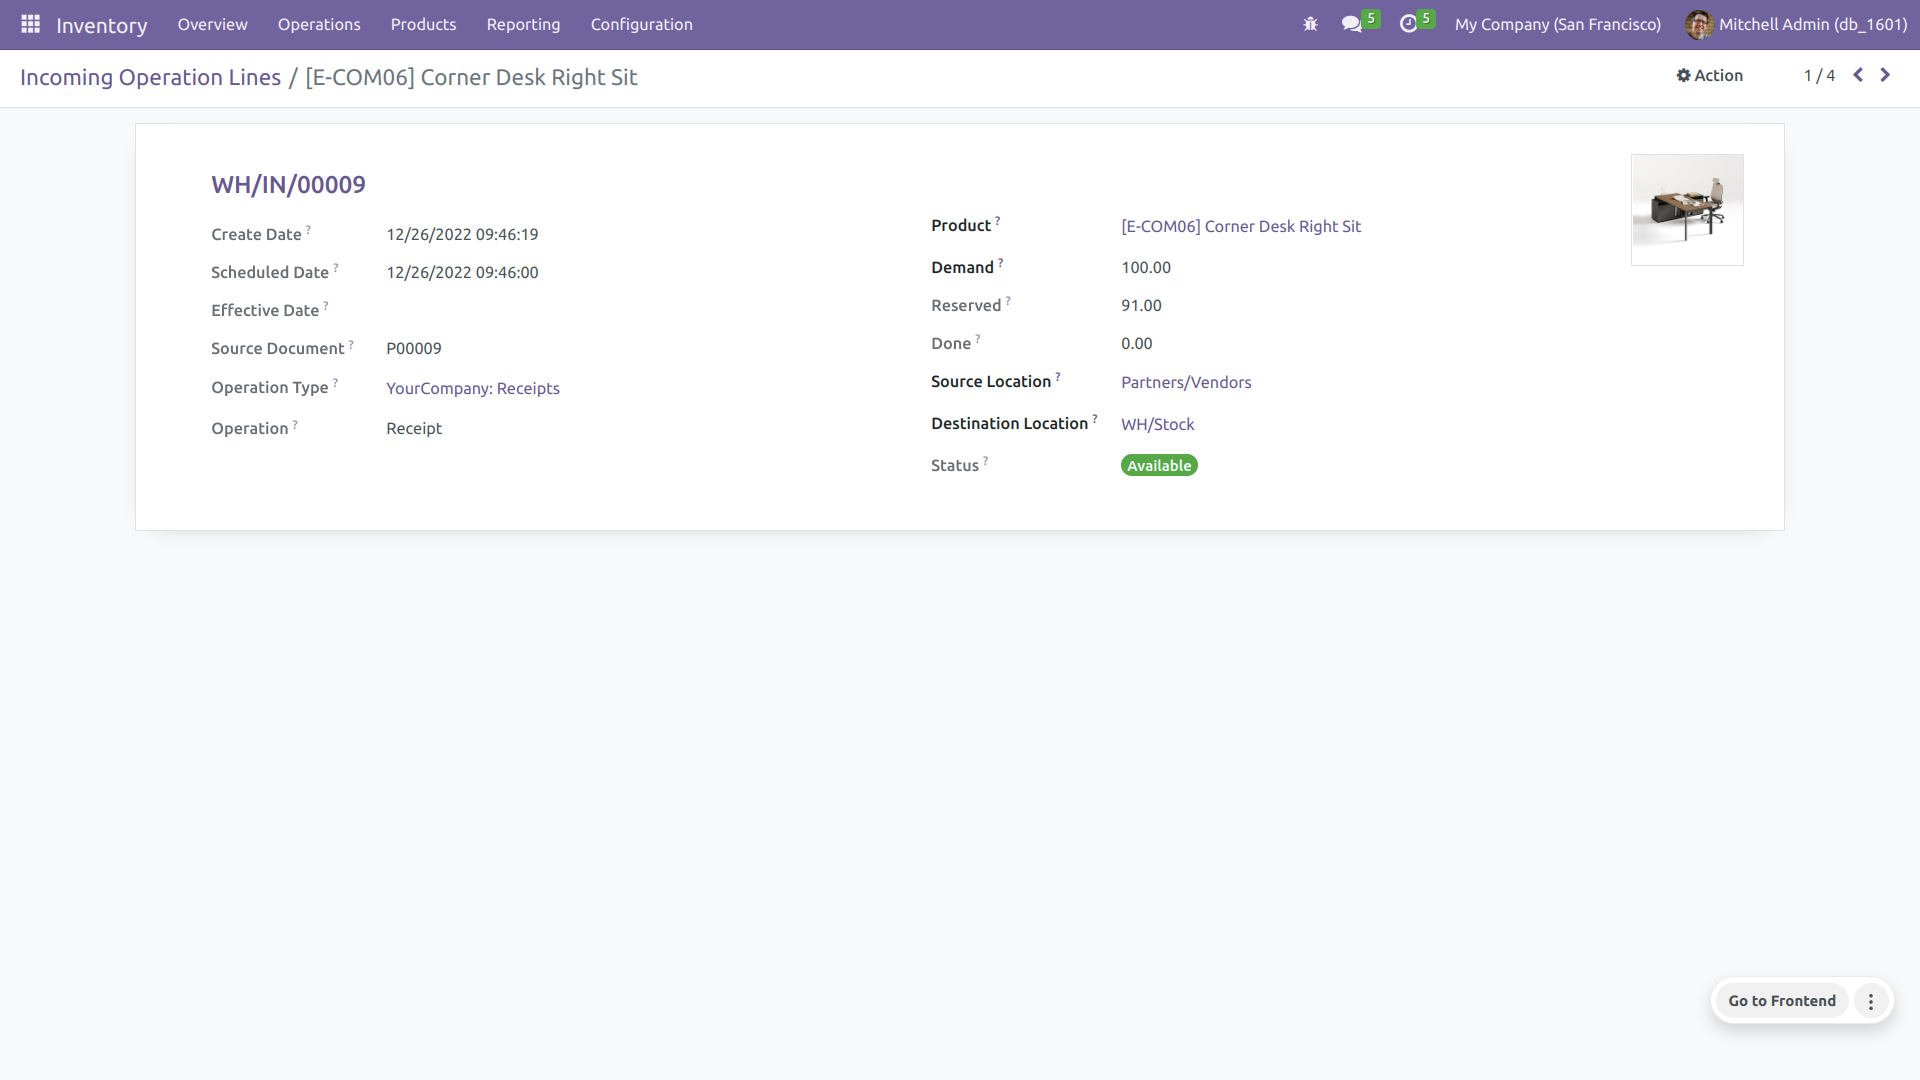 Inventory Overview Operations Products Reporting Configuration 5 5 My Company (San Francisco) Mitchell Admin (db_1601)
Incoming Operation Lines / [E-COM06] Corner Desk Right Sit Action 1 / 4
WH/IN/00009
Create Date ? 12/26/2022 09:46:19
Scheduled Date ? 12/26/2022 09:46:00
Effective Date ?
Source Document ? P00009
Operation Type ? YourCompany: Receipts
Operation ? Receipt
Product ? [E-COM06] Corner Desk Right Sit
Demand ? 100.00
Reserved ? 91.00
Done ? 0.00
Source Location ? Partners/Vendors
Destination Location ? WH/Stock
Status ? Available
Go to Frontend